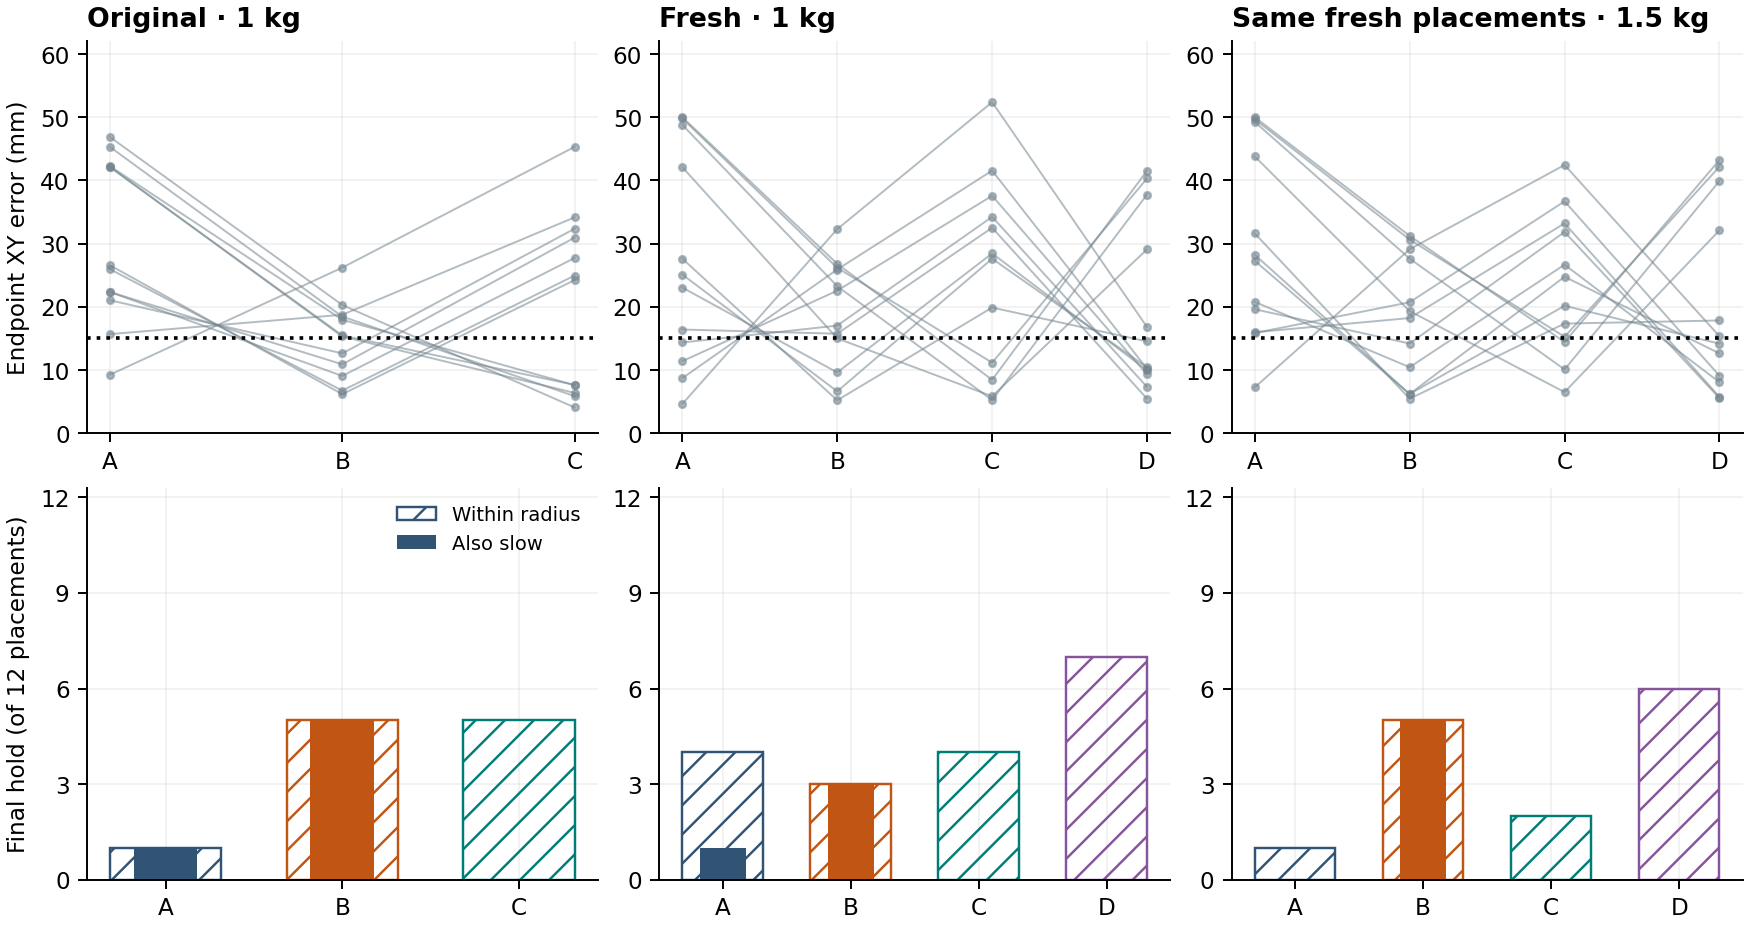 Original · 1 kg
Fresh · 1 kg
Same fresh placements · 1.5 kg
Endpoint XY error (mm)
60
50
40
30
20
10
0
A B C
60
50
40
30
20
10
0
A B C D
60
50
40
30
20
10
0
A B C D
Final hold (of 12 placements)
12
9
6
3
0
Within radius
Also slow
A B C
12
9
6
3
0
A B C D
12
9
6
3
0
A B C D